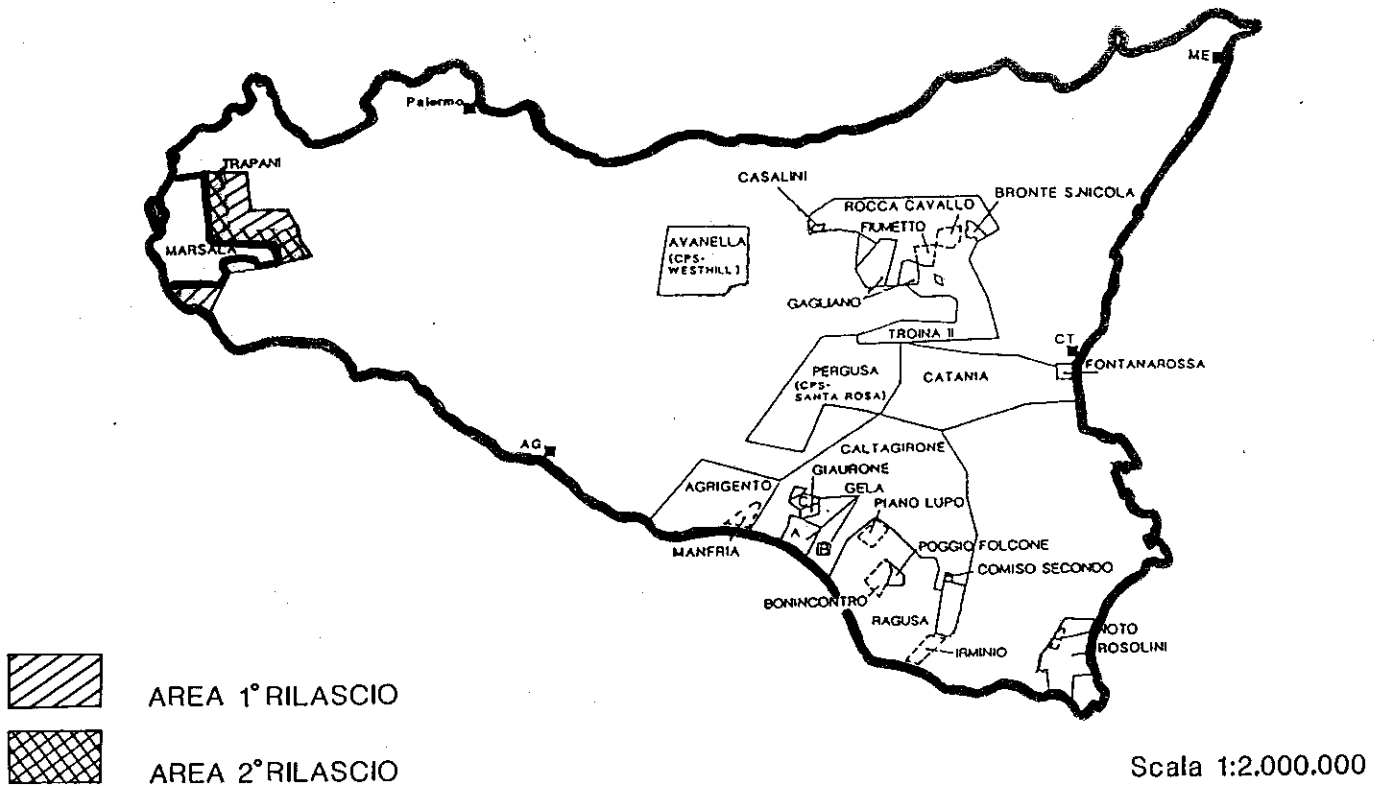 ME
Palermo
TRAPANI
CASALINI
BRONTE S.NICOLA
ROCCA CAVALLO
FIUMETTO
AVANELLA
(CPS-
WESTHILL)
MARSALA
GAGLIANO
TROINA II
CT
FONTANAROSSA
PERGUSA
(CPS-
SANTA ROSA)
CATANIA
AG
CALTAGIRONE
GIAURONE
AGRIGENTO
GELA
C
PIANO LUPO
A
B
MANFRIA
POGGIO FOLCONE
COMISO SECONDO
BONINCONTRO
RAGUSA
NOTO
ROSOLINI
IRMINIO
AREA 1° RILASCIO
AREA 2° RILASCIO
Scala 1:2.000.000